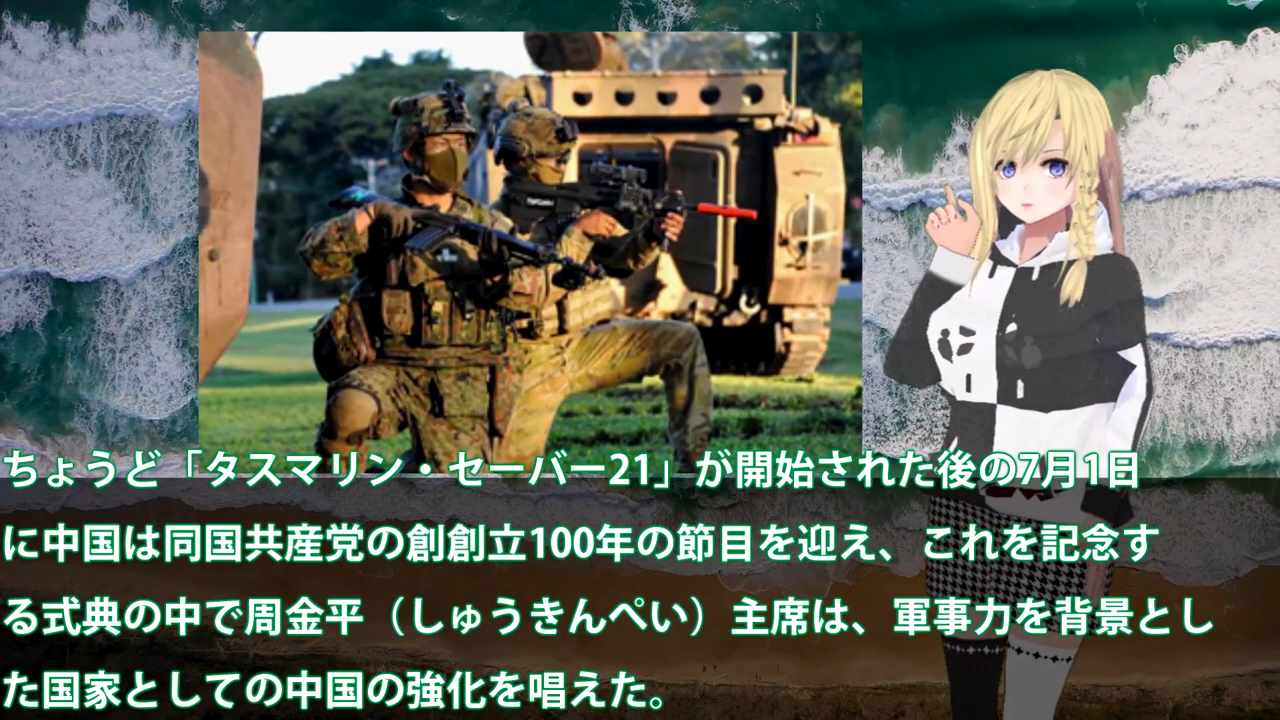 ちょうど「タスマリン・セーバー21」が開始された後の7月1日
に中国は同国共産党の創創立100年の節目を迎え、これを記念す
る式典の中で周金平（しゅうきんぺい）主席は、軍事力を背景とし
た国家としての中国の強化を唱えた。